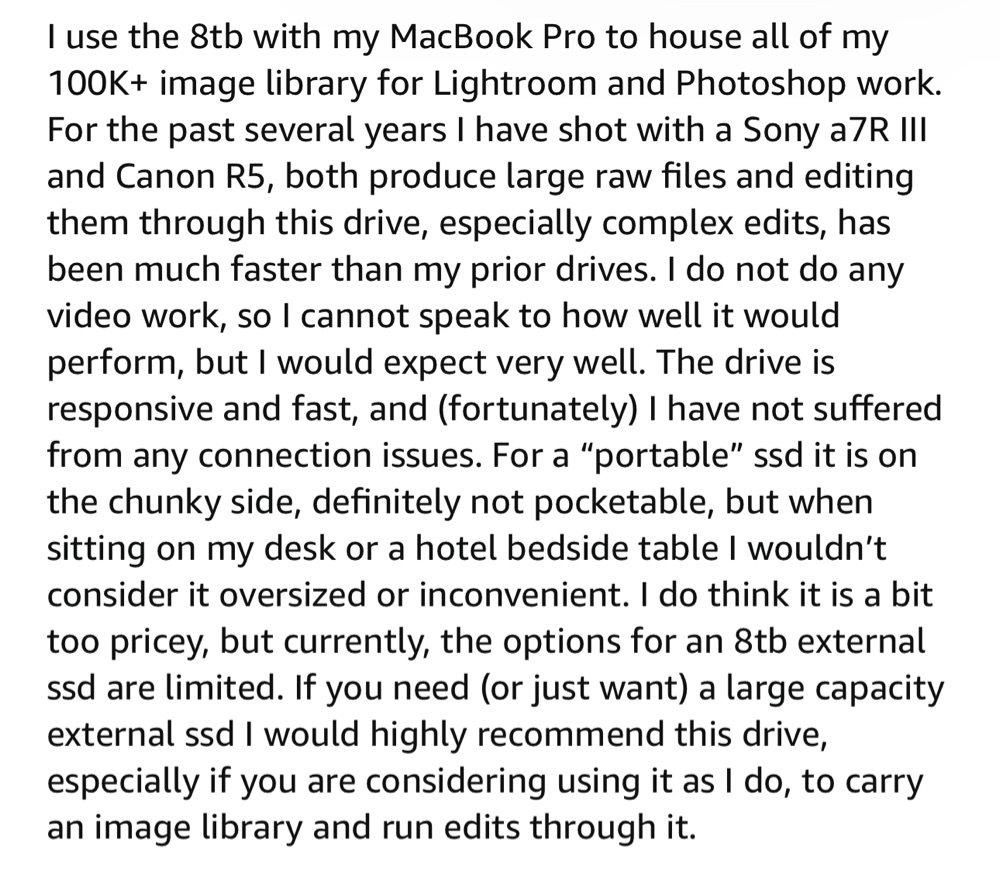 I use the 8tb with my MacBook Pro to house all of my
100K+ image library for Lightroom and Photoshop work.
For the past several years I have shot with a Sony a7R III
and Canon R5, both produce large raw files and editing
them through this drive, especially complex edits, has
been much faster than my prior drives. I do not do any
video work, so I cannot speak to how well it would
perform, but I would expect very well. The drive is
responsive and fast, and (fortunately) I have not suffered
from any connection issues. For a “portable” ssd it is on
the chunky side, definitely not pocketable, but when
sitting on my desk or a hotel bedside table I wouldn’t
consider it oversized or inconvenient. I do think it is a bit
too pricey, but currently, the options for an 8tb external
ssd are limited. If you need (or just want) a large capacity
external ssd I would highly recommend this drive,
especially if you are considering using it as I do, to carry
an image library and run edits through it.